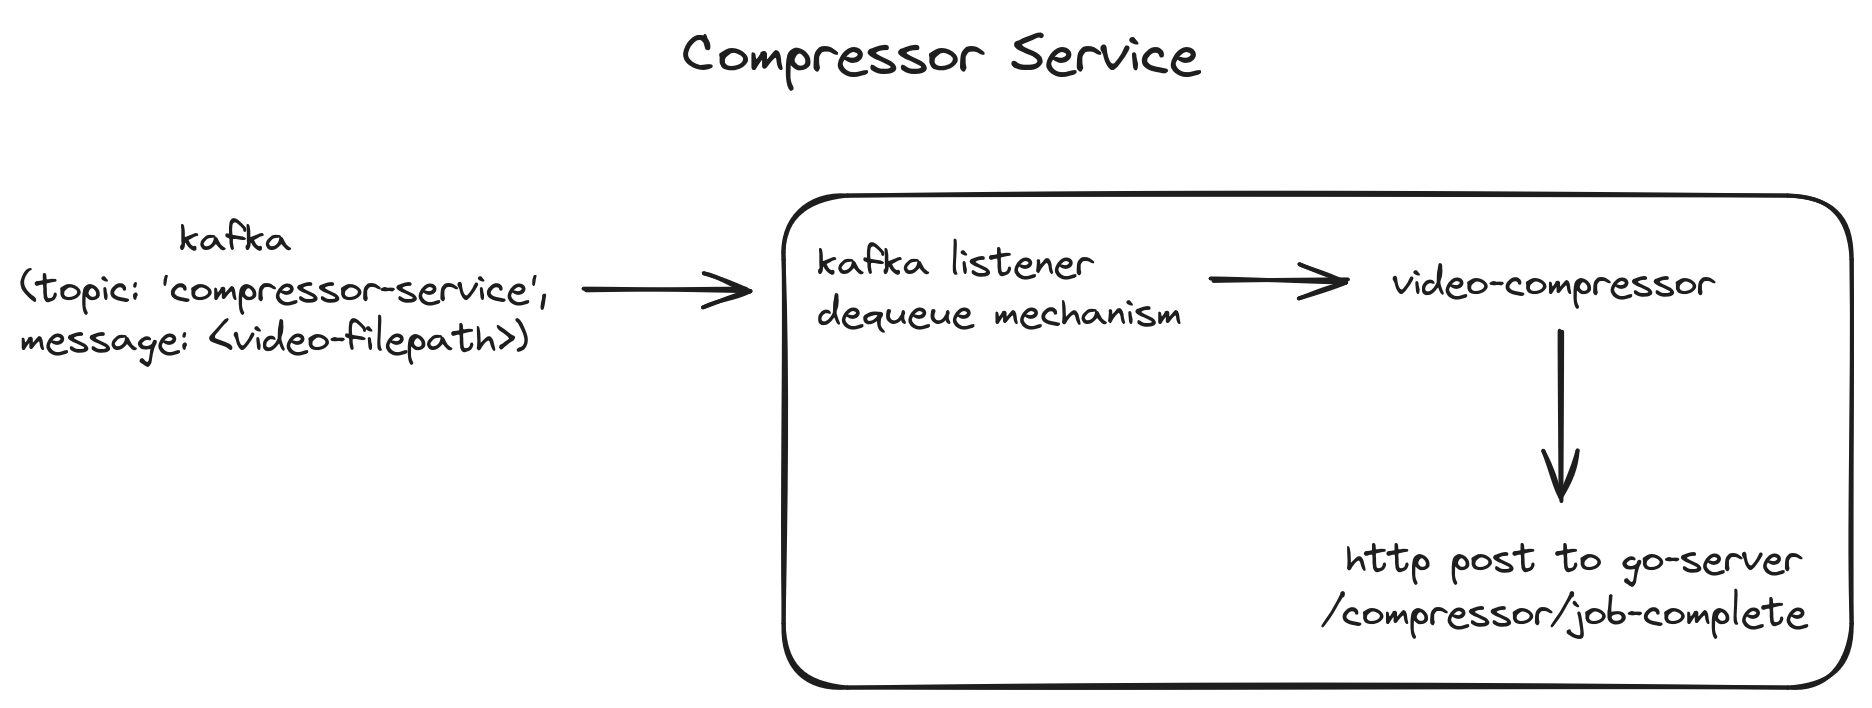 Compressor Service
kafka
(topic: 'compressor-service',
message: <video-filepath>)
kafka listener
dequeue mechanism
video-compressor
http post to go-server
/compressor/job-complete